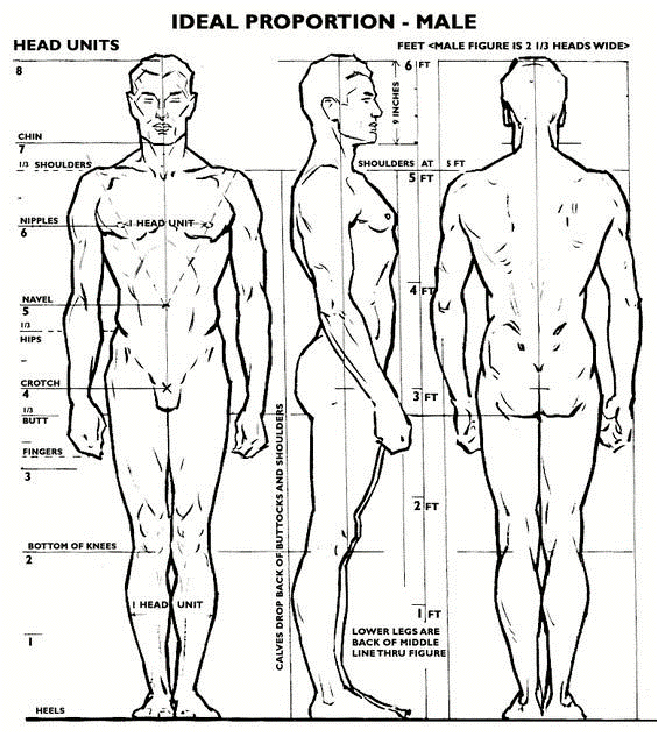 IDEAL PROPORTION - MALE
HEAD UNITS
FEET <MALE FIGURE IS 2 1/3 HEADS WIDE>
8
6 FT
9 INCHES
CHIN
7
1/3 SHOULDERS
SHOULDERS AT 5 FT
5 FT
NIPPLES
6
1 HEAD UNIT
4 FT
NAVEL
5
1/3
HIPS
CROTCH
4
3 FT
1/3
BUTT
FINGERS
3
CALVES DROP BACK OF BUTTOCKS AND SHOULDERS
2 FT
BOTTOM OF KNEES
2
1 HEAD UNIT
1 FT
LOWER LEGS ARE
BACK OF MIDDLE
LINE THRU FIGURE
1
HEELS